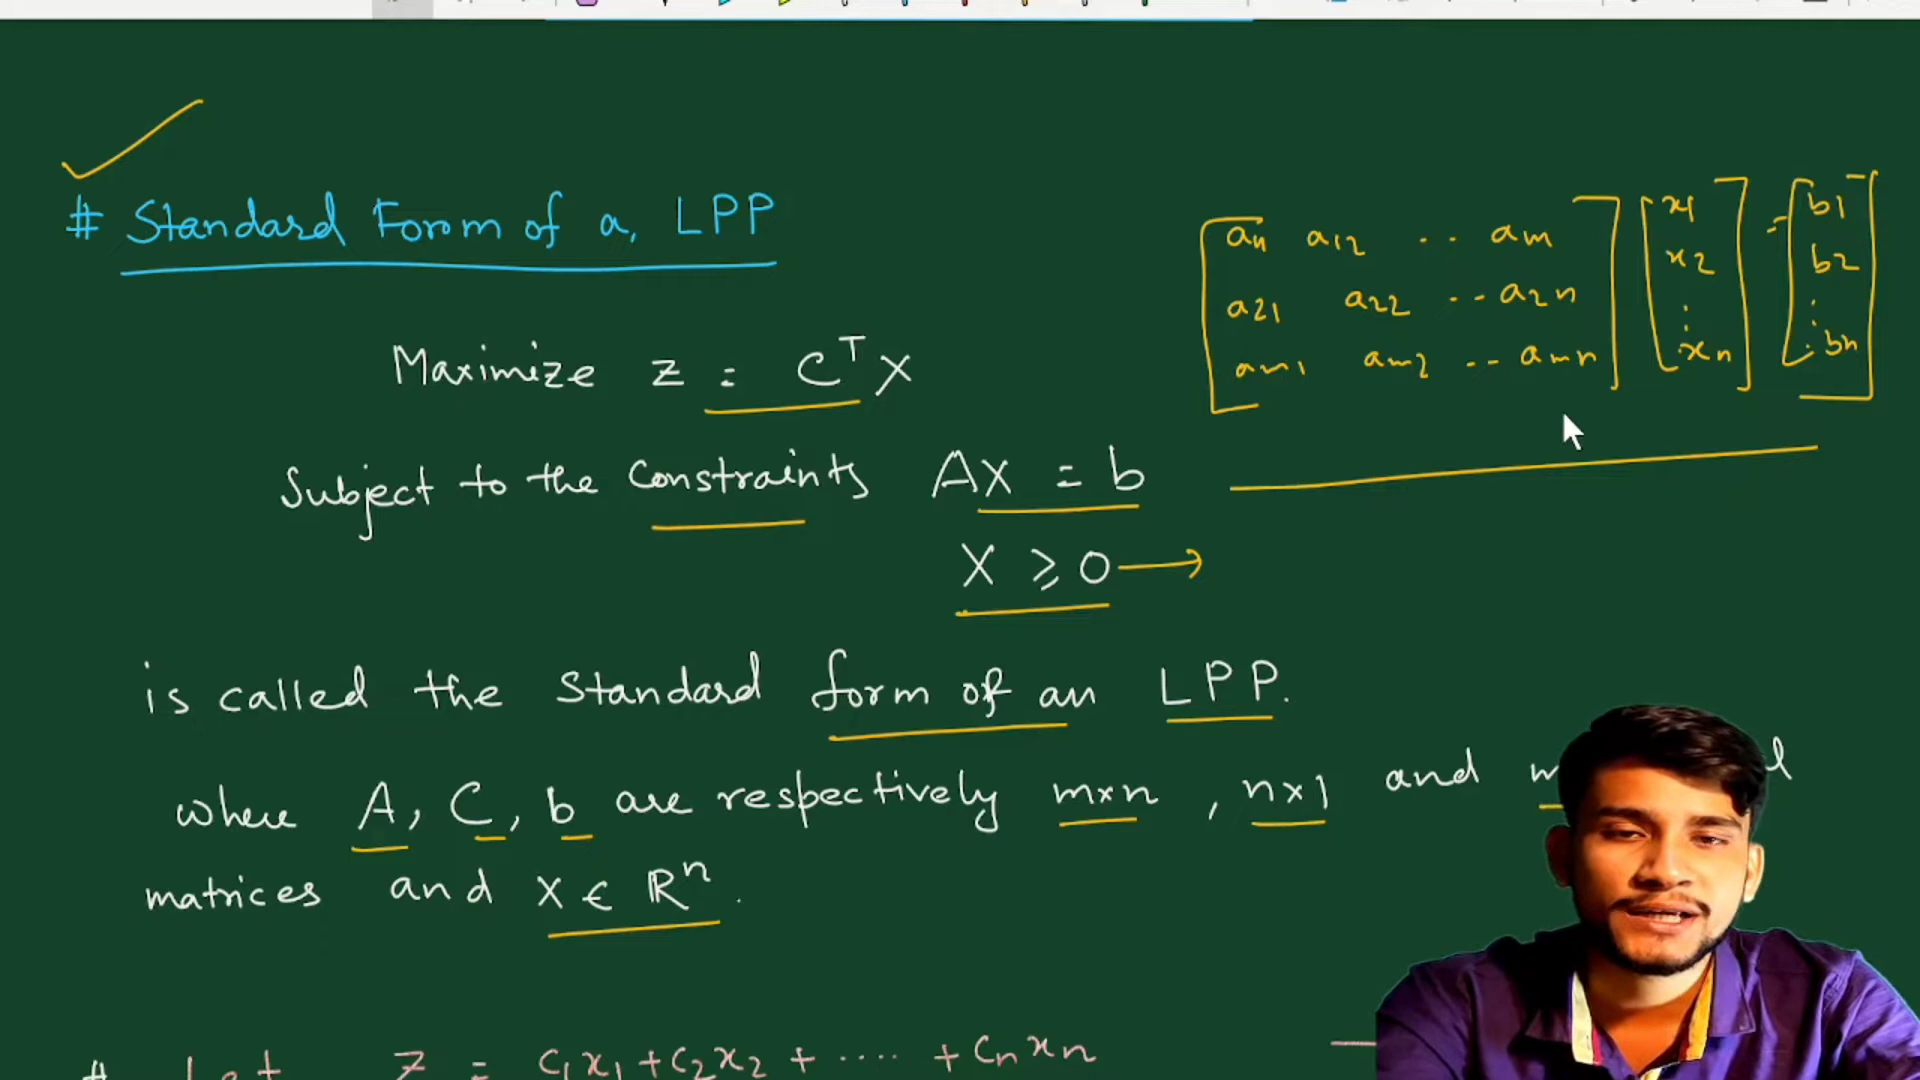 # Standard Form of a LPP
a11 a12 .. a1n
a21 a22 .. a2n
am1 am2 .. amn
x1
x2
:
xn
=
b1
b2
:
bn
Maximize z = C^T X
Subject to the constraints AX = b
X ⩾ 0 →
is called the standard form of an LPP.
where A, C, b are respectively m×n, n×1 and
matrices and X ∈ ℝ^n.
# Let z = c1x1 + c2x2 + .... + cnxn